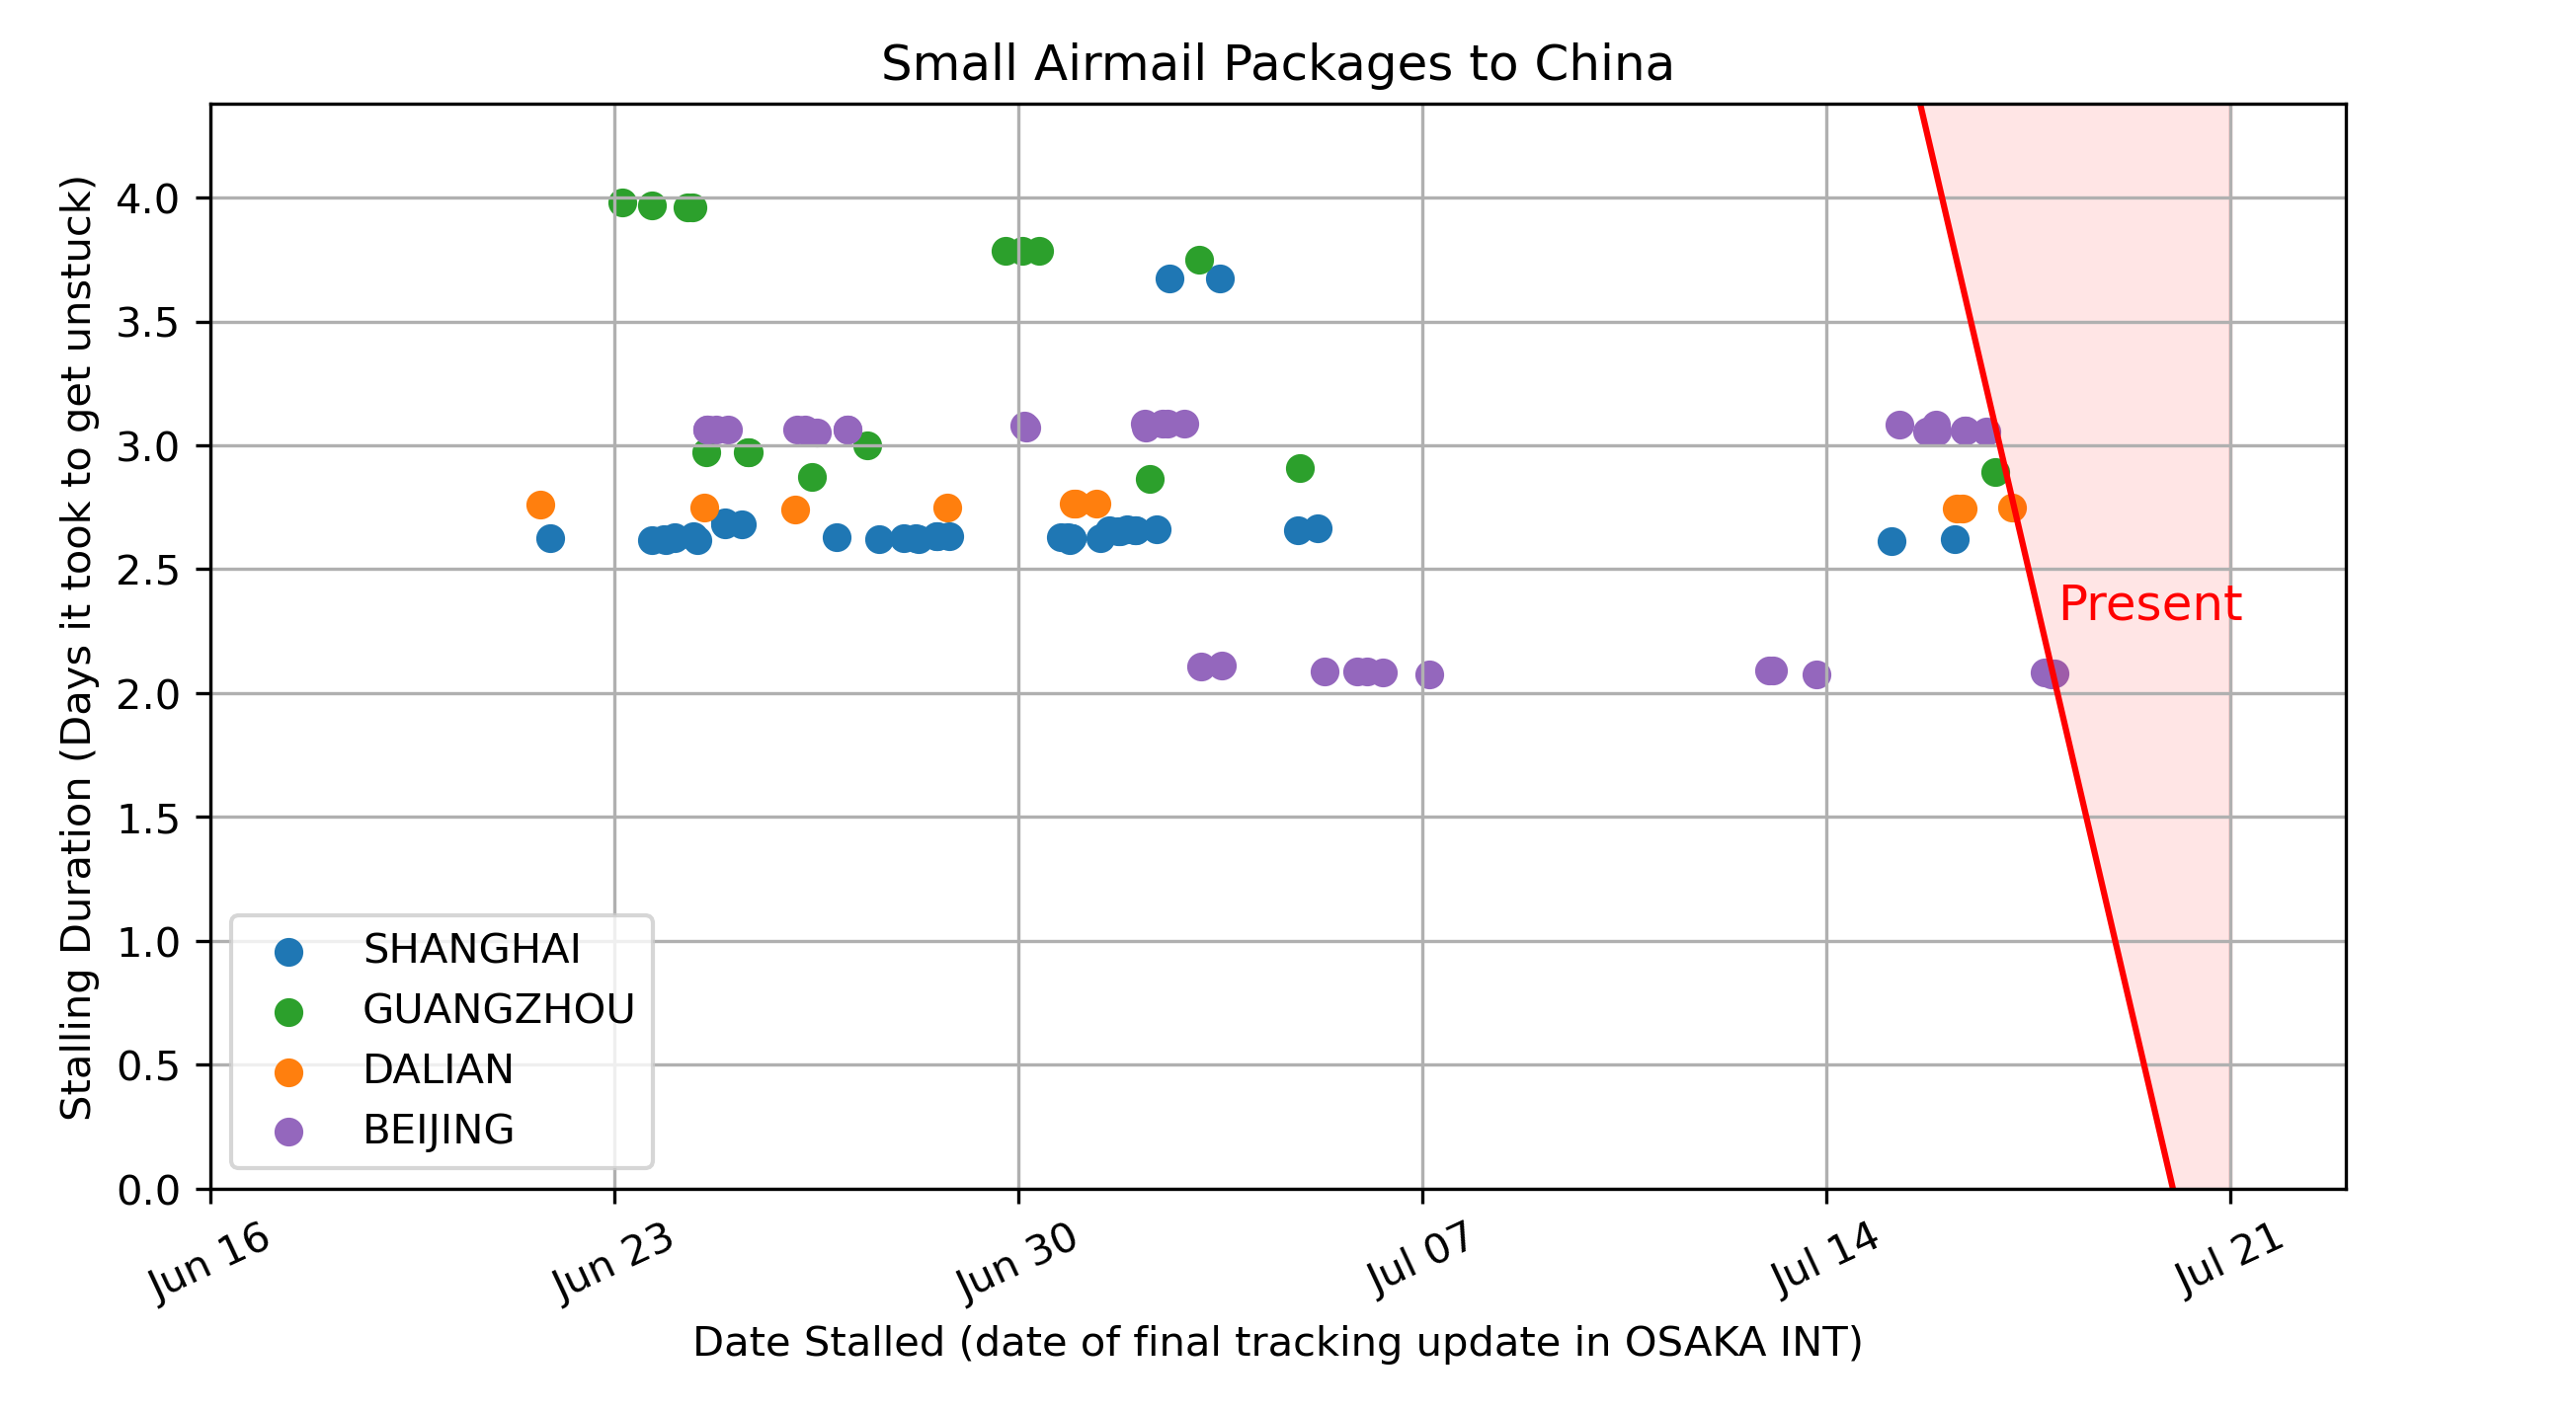 Small Airmail Packages to China
Stalling Duration (Days it took to get unstuck)
4.0
3.5
3.0
2.5
2.0
1.5
1.0
0.5
0.0
Present
SHANGHAI
GUANGZHOU
DALIAN
BEIJING
Jun 16
Jun 23
Jun 30
Jul 07
Jul 14
Jul 21
Date Stalled (date of final tracking update in OSAKA INT)